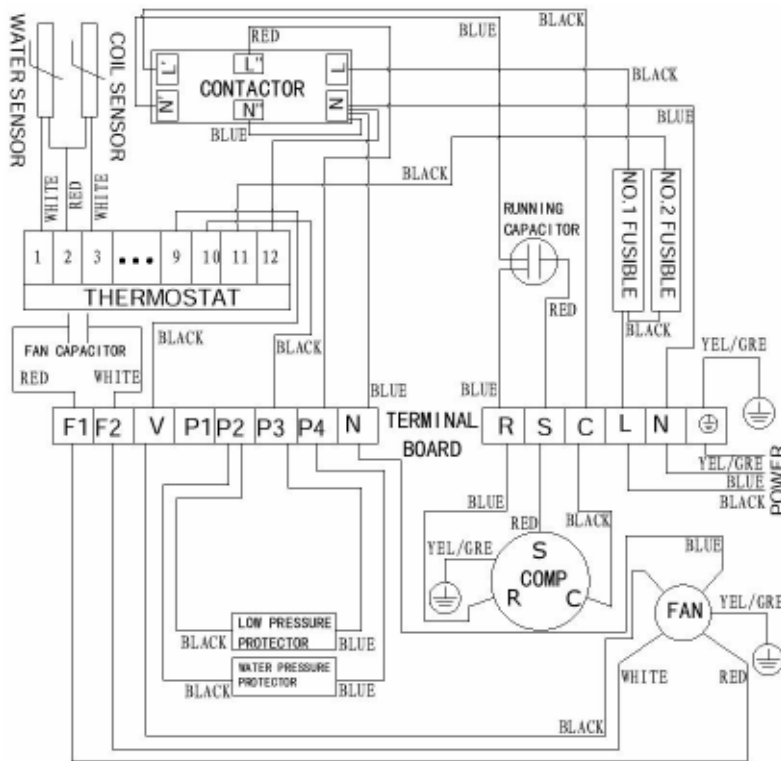 WATER SENSOR
COIL SENSOR
WHITE
RED
WHITE
L'
N'
RED
L"
CONTACTOR
N"
BLUE
L
N
BLUE
BLACK
BLACK
BLUE
BLACK
NO.1 FUSIBLE
NO.2 FUSIBLE
RUNNING
CAPACITOR
RED
BLACK
1 2 3 ••• 9 10 11 12
THERMOSTAT
FAN CAPACITOR
RED
WHITE
BLACK
BLACK
BLUE
BLUE
YEL/GRE
F1 F2 V P1 P2 P3 P4 N
TERMINAL
BOARD
R S C L N
YEL/GRE
BLUE
BLACK
POWER
BLUE
RED
BLACK
YEL/GRE
S
COMP
R C
BLUE
FAN
YEL/GRE
WHITE
RED
BLACK
LOW PRESSURE
PROTECTOR
BLACK
BLUE
WATER PRESSURE
PROTECTOR
BLACK
BLUE